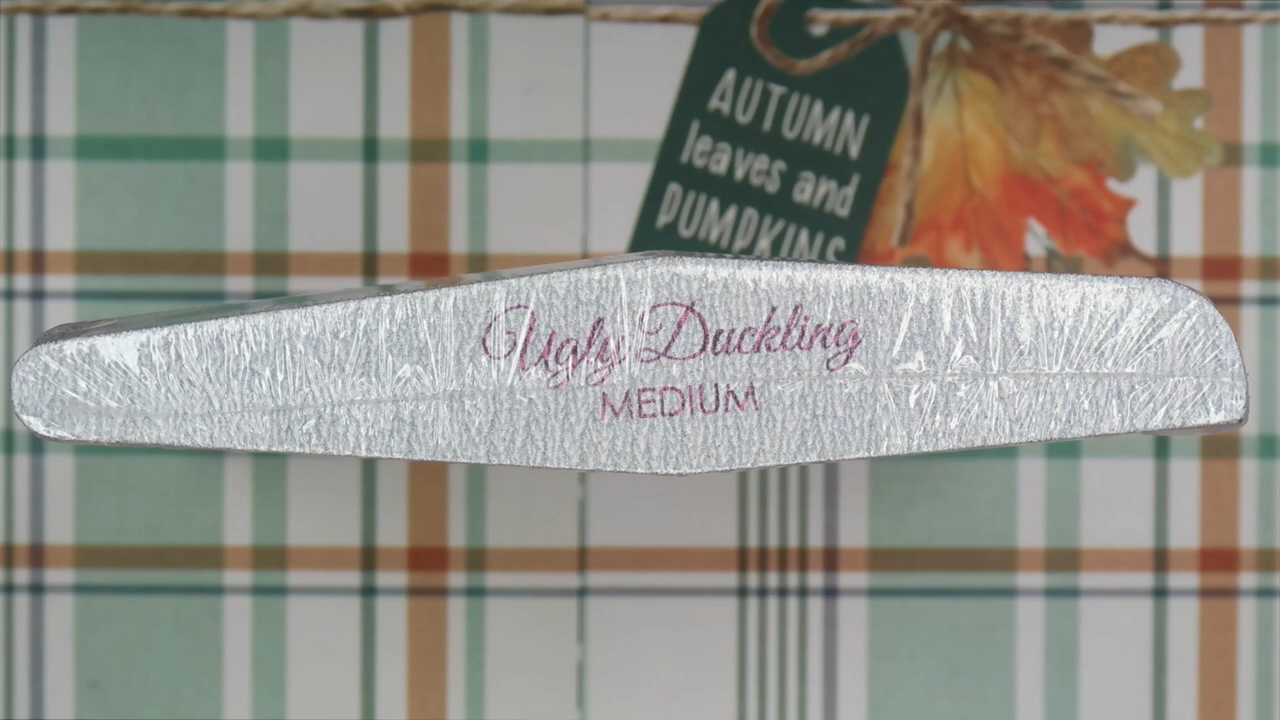 AUTUMN
leaves and
PUMPKINS
Ugly Duckling
MEDIUM